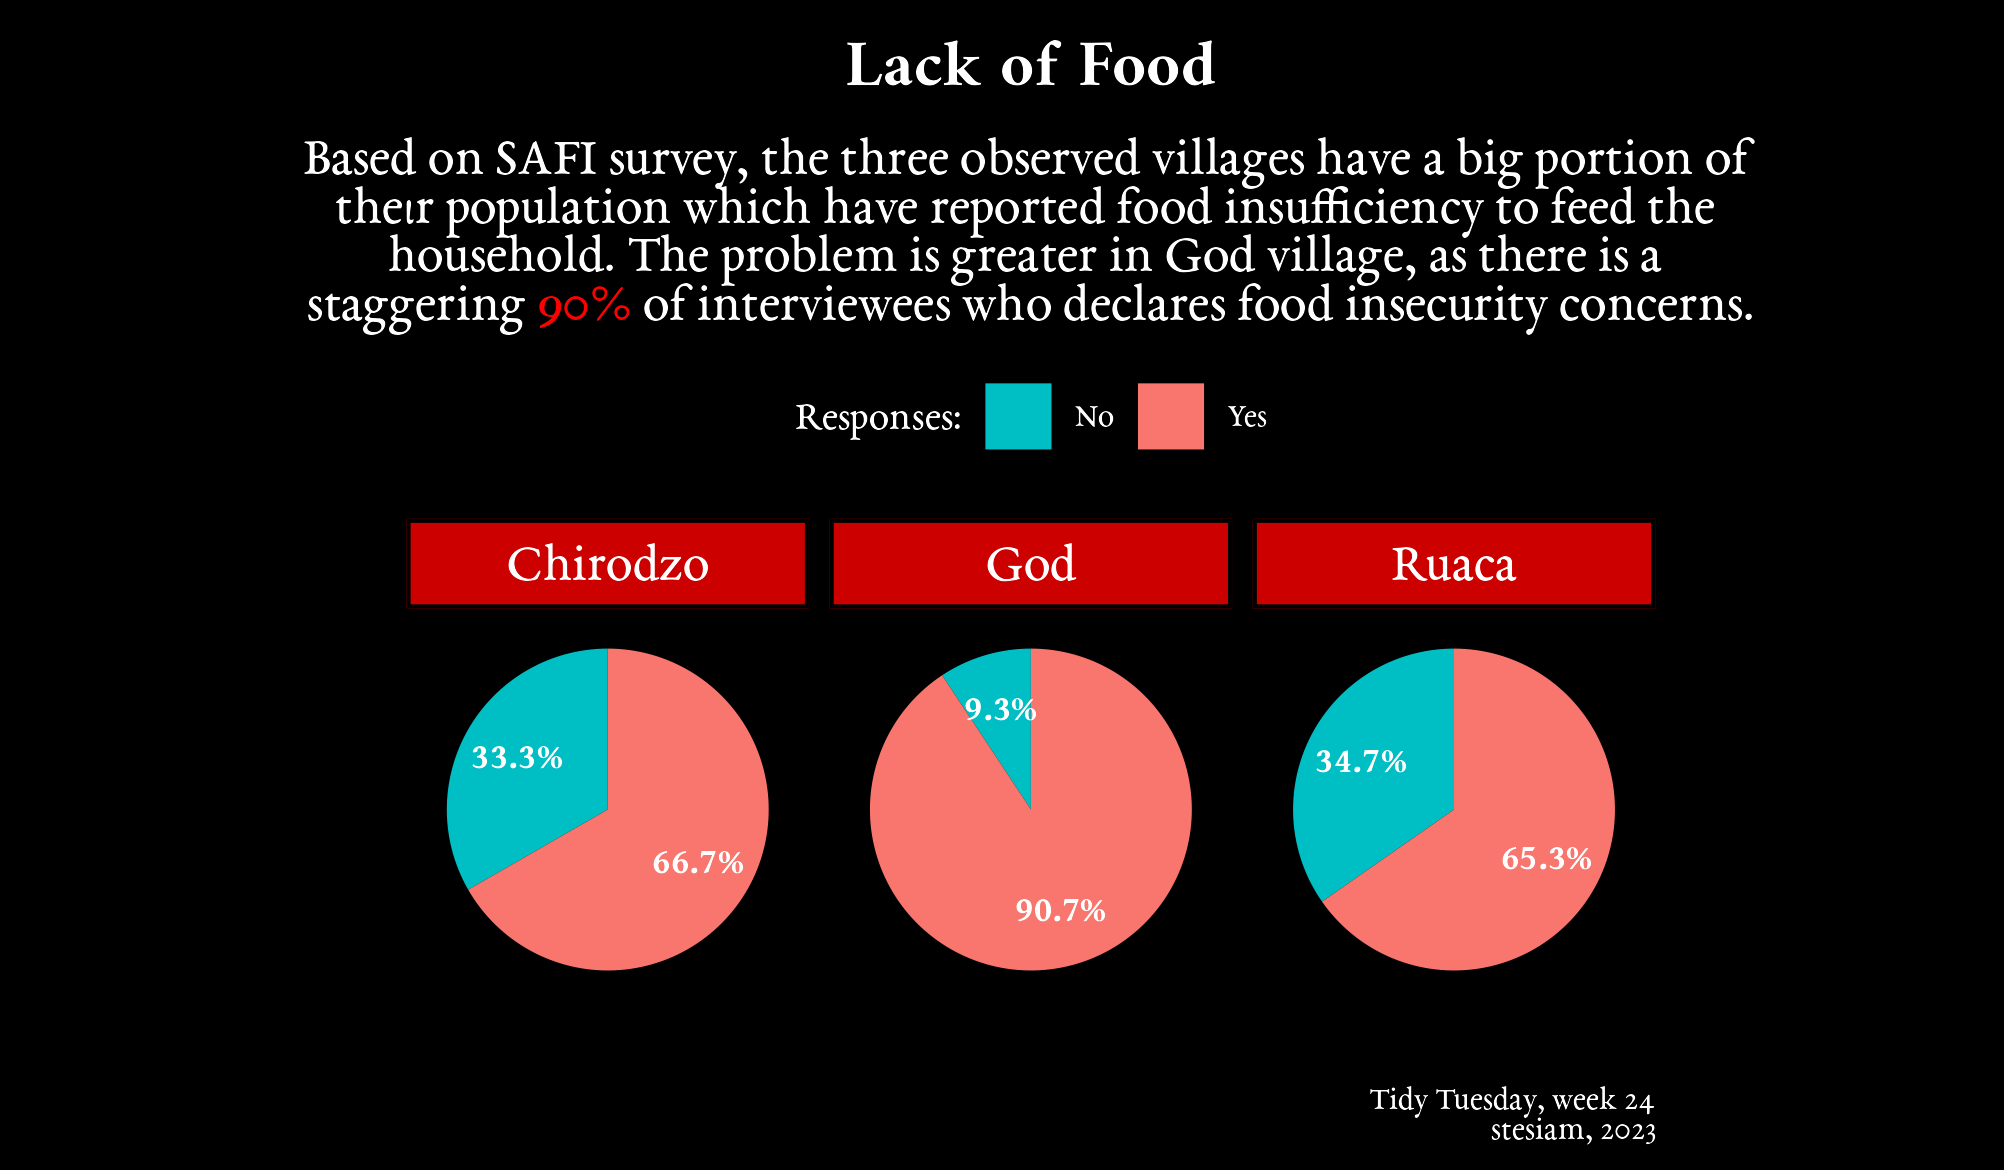 Lack of Food
Based on SAFI survey, the three observed villages have a big portion of
theιr population which have reported food insufficiency to feed the
household. The problem is greater in God village, as there is a
staggering 90% of interviewees who declares food insecurity concerns.
Responses: No Yes
Chirodzo God Ruaca
9.3%
33.3% 34.7%
66.7% 65.3%
90.7%
Tidy Tuesday, week 24
stesiam, 2023